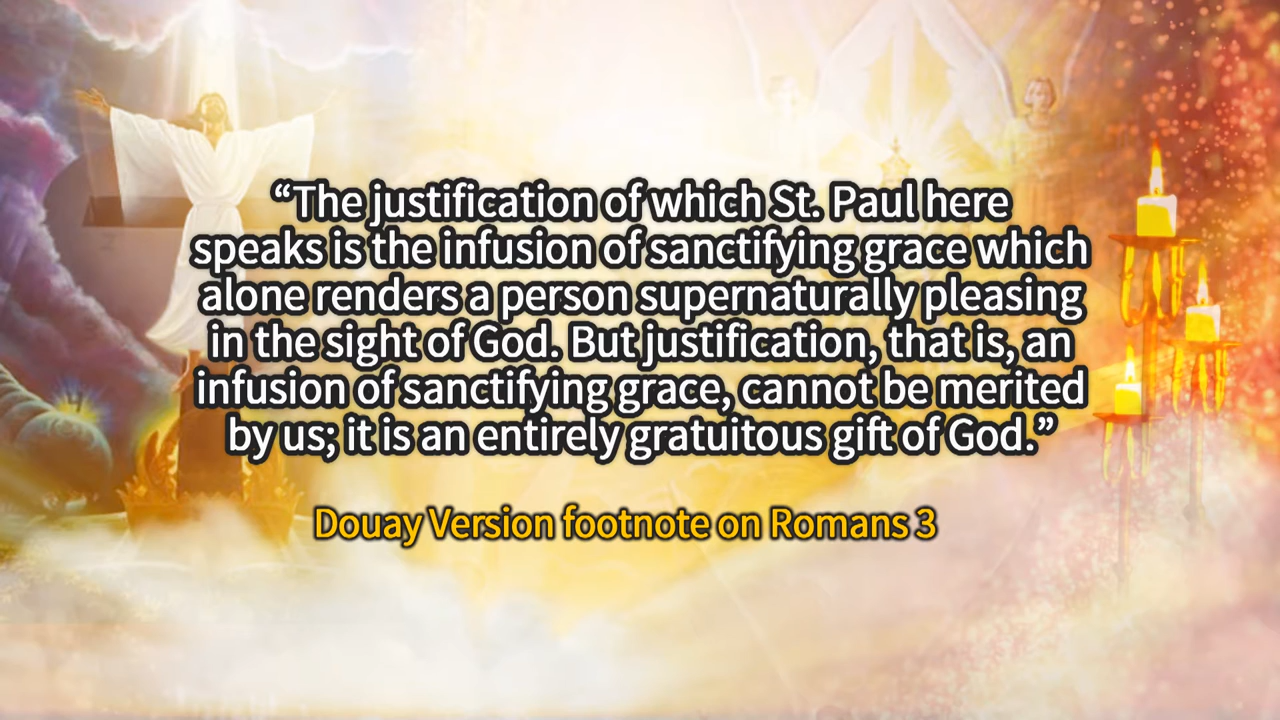 “The justification of which St. Paul here
speaks is the infusion of sanctifying grace which
alone renders a person supernaturally pleasing
in the sight of God. But justification, that is, an
infusion of sanctifying grace, cannot be merited
by us; it is an entirely gratuitous gift of God.”
Douay Version footnote on Romans 3